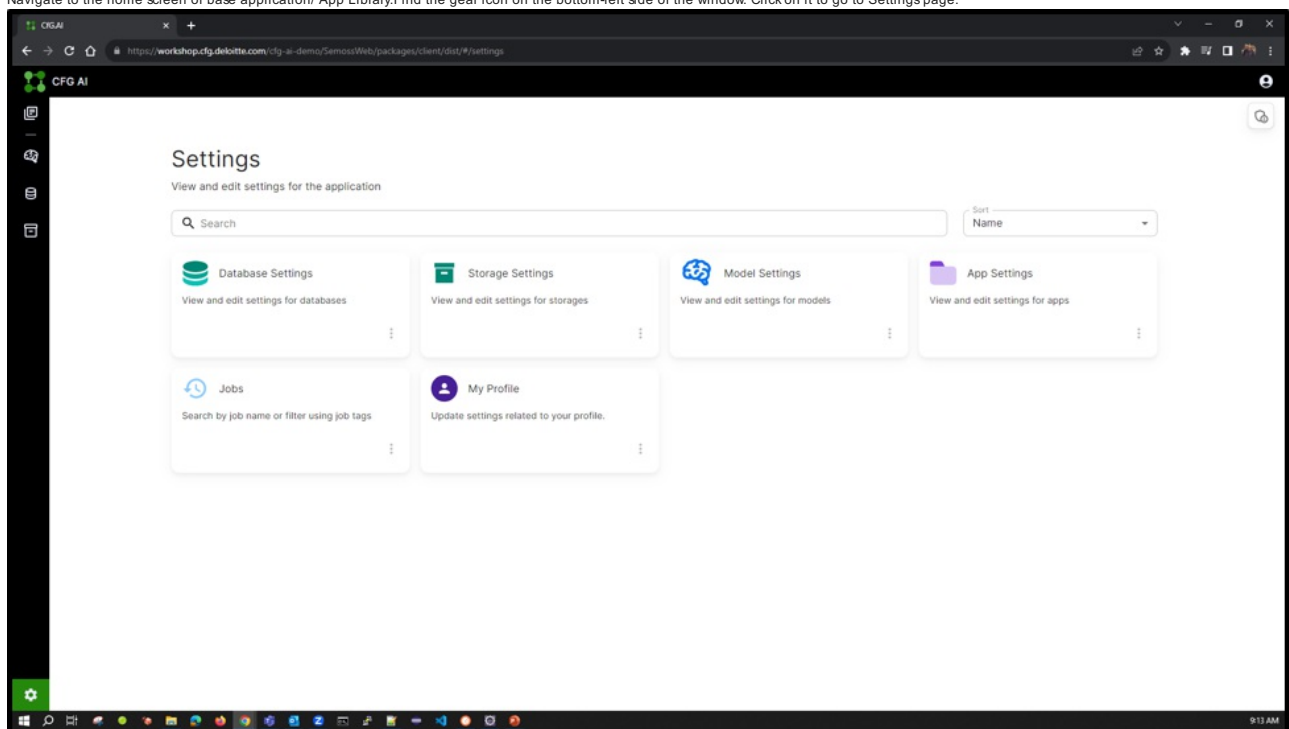 Navigate to the home screen of base application/ App Library.Find the gear icon on the bottom-left side of the window. Click on it to go to Settings page.
CFG.AI
https://workshop.cfg.deloitte.com/cfg-ai-demo/SemossWeb/packages/client/dist/#/settings
CFG AI
Settings
View and edit settings for the application
Search
Sort
Name
Database Settings
Storage Settings
Model Settings
App Settings
View and edit settings for databases
View and edit settings for storages
View and edit settings for models
View and edit settings for apps
Jobs
My Profile
Search by job name or filter using job tags
Update settings related to your profile.
9:13 AM